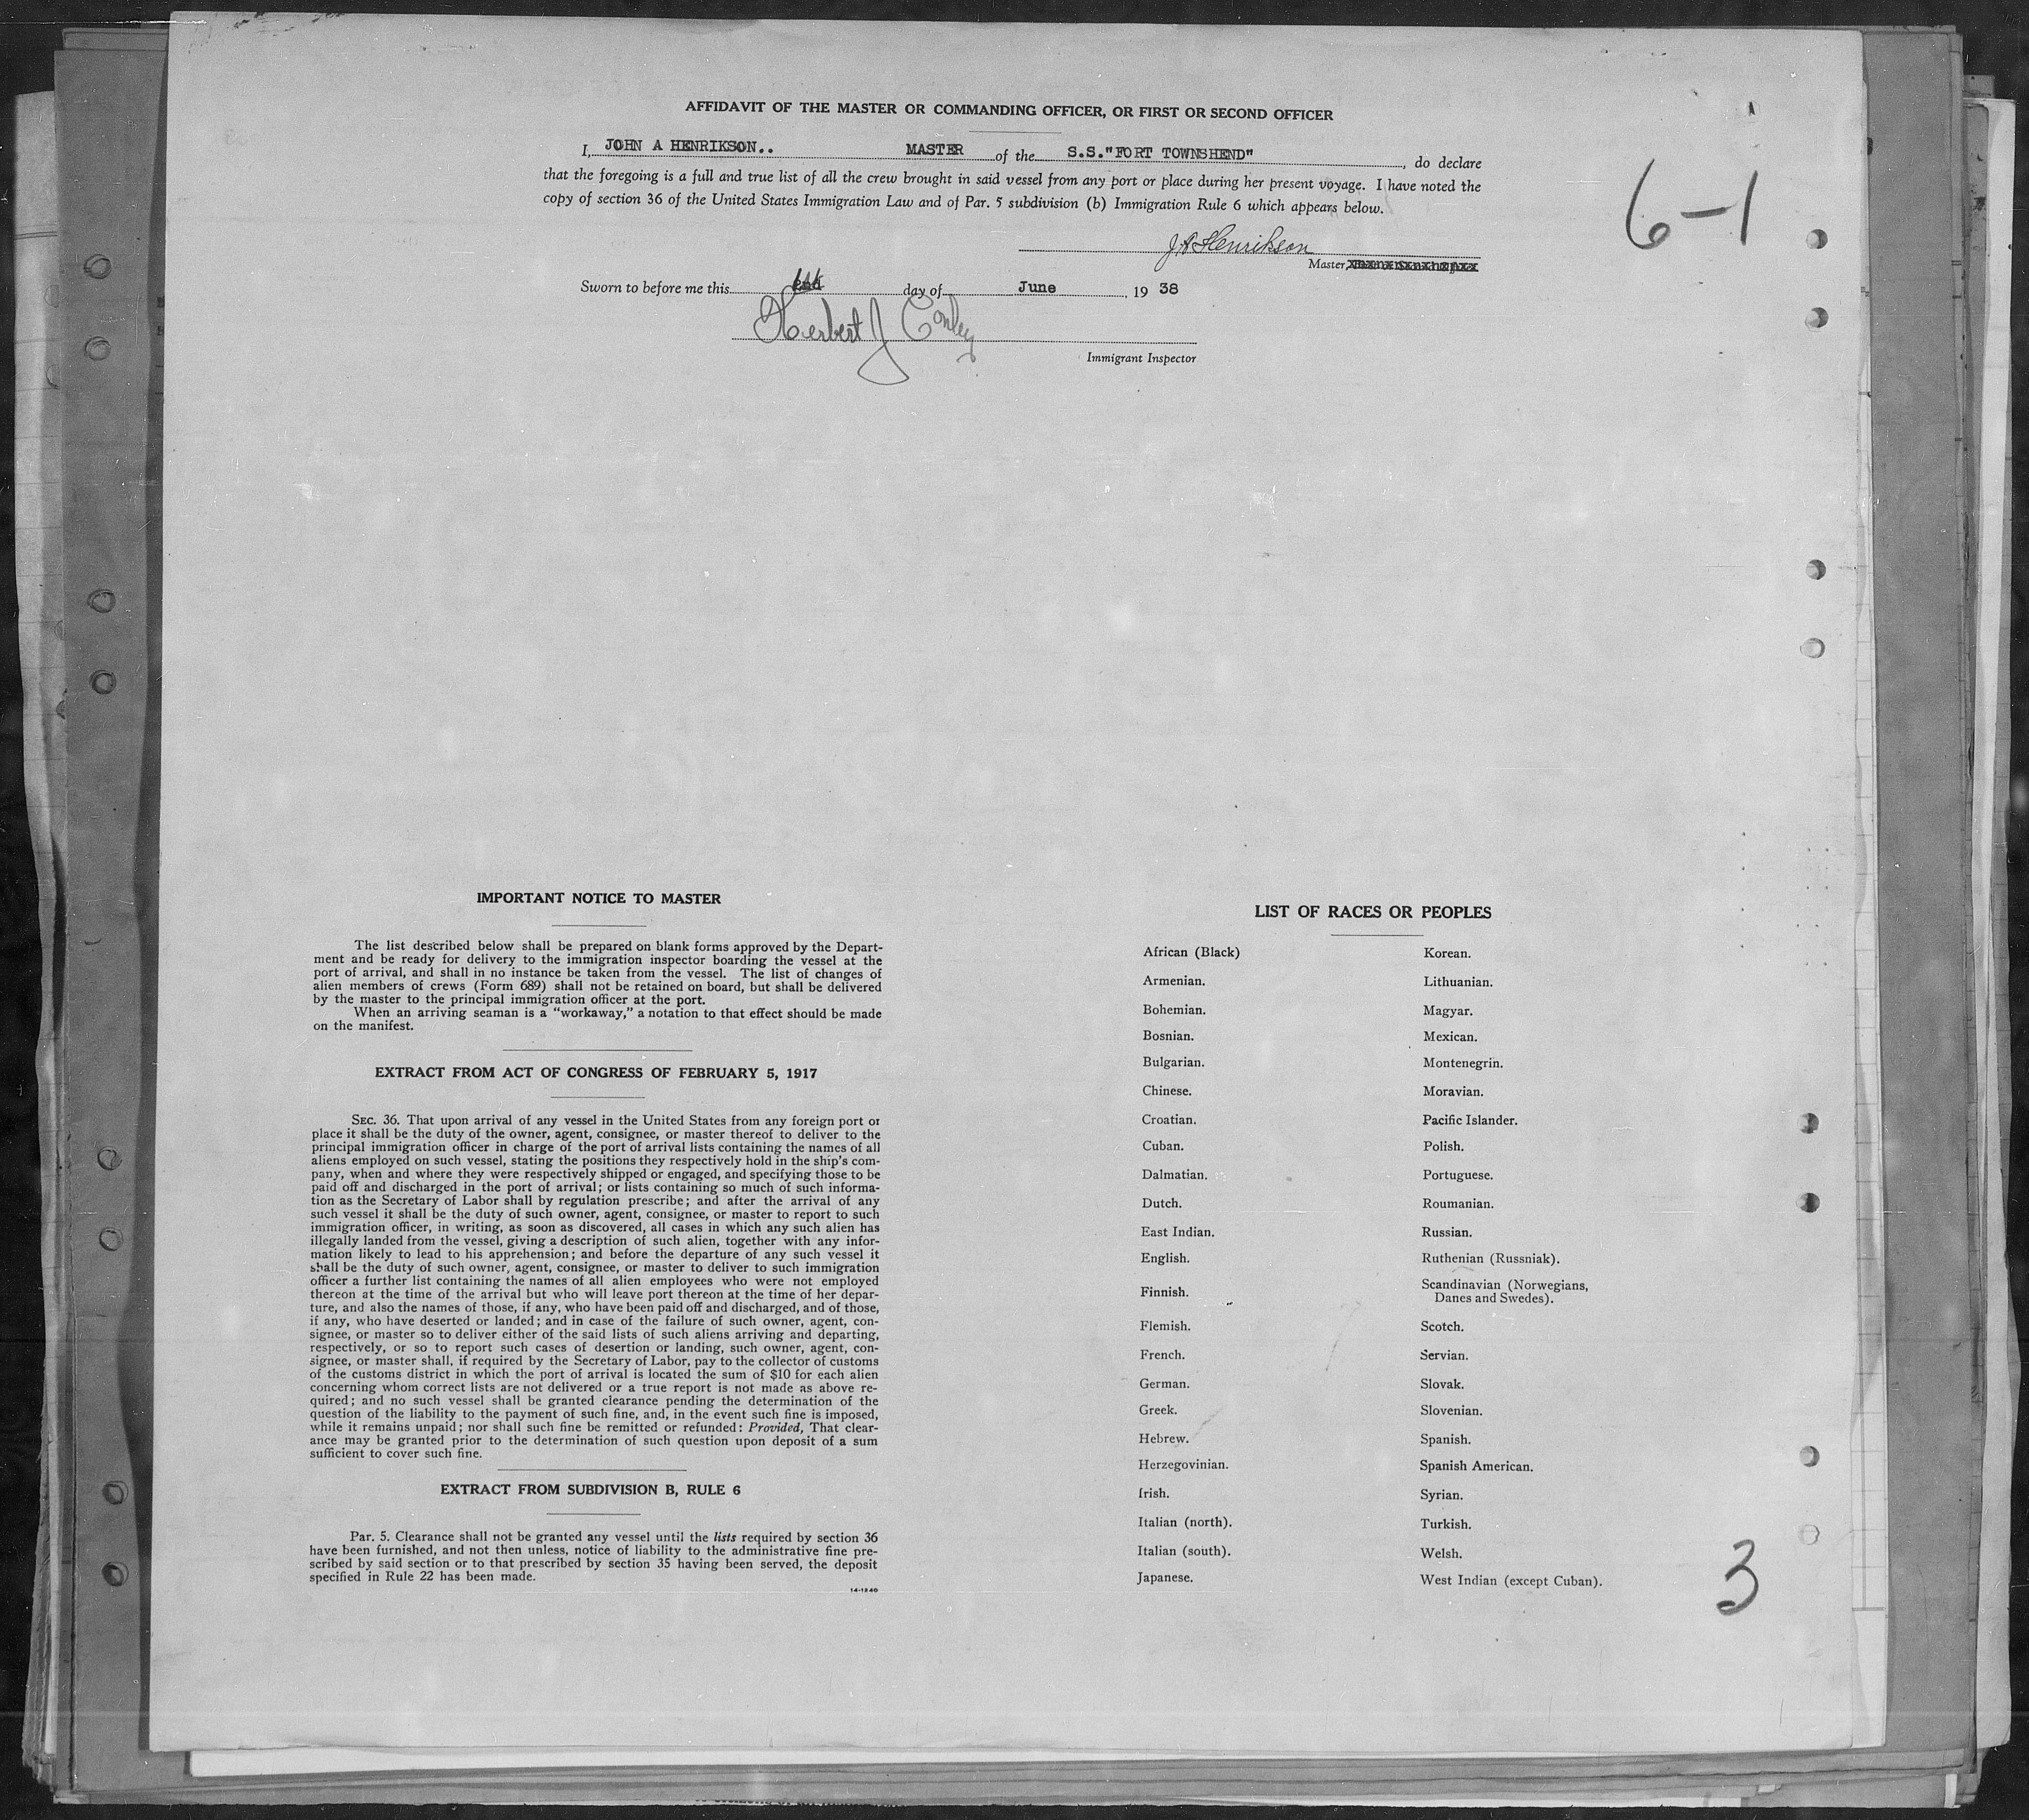 AFFIDAVIT OF THE MASTER OR COMMANDING OFFICER, OR FIRST OR SECOND OFFICER
I, JOHN A HENRIKSON.. MASTER of the S.S."FORT TOWNSHEND", do declare
that the foregoing is a full and true list of all the crew brought in said vessel from any port or place during her present voyage. I have noted the
copy of section 36 of the United States Immigration Law and of Par. 5 subdivision (b) Immigration Rule 6 which appears below.
6-1
J A Henrikson
Master,
Sworn to before me this day of June, 19 38
Herbert J Conley
Immigrant Inspector
IMPORTANT NOTICE TO MASTER
The list described below shall be prepared on blank forms approved by the Depart-
ment and be ready for delivery to the immigration inspector boarding the vessel at the
port of arrival, and shall in no instance be taken from the vessel. The list of changes of
alien members of crews (Form 689) shall not be retained on board, but shall be delivered
by the master to the principal immigration officer at the port.
When an arriving seaman is a "workaway," a notation to that effect should be made
on the manifest.
EXTRACT FROM ACT OF CONGRESS OF FEBRUARY 5, 1917
SEC. 36. That upon arrival of any vessel in the United States from any foreign port or
place it shall be the duty of the owner, agent, consignee, or master thereof to deliver to the
principal immigration officer in charge of the port of arrival lists containing the names of all
aliens employed on such vessel, stating the positions they respectively hold in the ship's com-
pany, when and where they were respectively shipped or engaged, and specifying those to be
paid off and discharged in the port of arrival; or lists containing so much of such informa-
tion as the Secretary of Labor shall by regulation prescribe; and after the arrival of any
such vessel it shall be the duty of such owner, agent, consignee, or master to report to such
immigration officer, in writing, as soon as discovered, all cases in which any such alien has
illegally landed from the vessel, giving a description of such alien, together with any infor-
mation likely to lead to his apprehension; and before the departure of any such vessel it
shall be the duty of such owner, agent, consignee, or master to deliver to such immigration
officer a further list containing the names of all alien employees who were not employed
thereon at the time of the arrival but who will leave port thereon at the time of her depar-
ture, and also the names of those, if any, who have been paid off and discharged, and of those,
if any, who have deserted or landed; and in case of the failure of such owner, agent, con-
signee, or master so to deliver either of the said lists of such aliens arriving and departing,
respectively, or so to report such cases of desertion or landing, such owner, agent, con-
signee, or master shall, if required by the Secretary of Labor, pay to the collector of customs
of the customs district in which the port of arrival is located the sum of $10 for each alien
concerning whom correct lists are not delivered or a true report is not made as above re-
quired; and no such vessel shall be granted clearance pending the determination of the
question of the liability to the payment of such fine, and, in the event such fine is imposed,
while it remains unpaid; nor shall such fine be remitted or refunded: Provided, That clear-
ance may be granted prior to the determination of such question upon deposit of a sum
sufficient to cover such fine.
EXTRACT FROM SUBDIVISION B, RULE 6
Par. 5. Clearance shall not be granted any vessel until the lists required by section 36
have been furnished, and not then unless, notice of liability to the administrative fine pre-
scribed by said section or to that prescribed by section 35 having been served, the deposit
specified in Rule 22 has been made.
14-1240
LIST OF RACES OR PEOPLES
African (Black)
Armenian.
Bohemian.
Bosnian.
Bulgarian.
Chinese.
Croatian.
Cuban.
Dalmatian.
Dutch.
East Indian.
English.
Finnish.
Flemish.
French.
German.
Greek.
Hebrew.
Herzegovinian.
Irish.
Italian (north).
Italian (south).
Japanese.
Korean.
Lithuanian.
Magyar.
Mexican.
Montenegrin.
Moravian.
Pacific Islander.
Polish.
Portuguese.
Roumanian.
Russian.
Ruthenian (Russniak).
Scandinavian (Norwegians,
Danes and Swedes).
Scotch.
Servian.
Slovak.
Slovenian.
Spanish.
Spanish American.
Syrian.
Turkish.
Welsh.
West Indian (except Cuban).
3